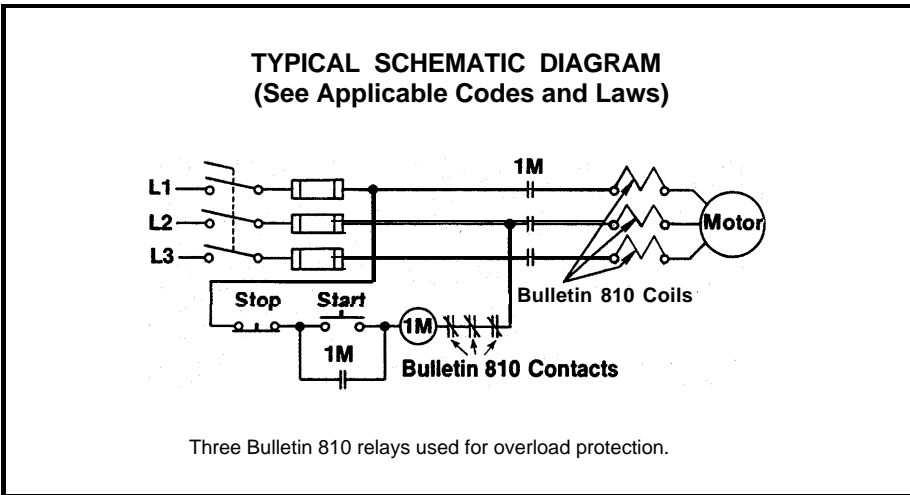 TYPICAL SCHEMATIC DIAGRAM
(See Applicable Codes and Laws)
1M
L1
L2
Motor
L3
Bulletin 810 Coils
Stop
Start
1M
1M
Bulletin 810 Contacts
Three Bulletin 810 relays used for overload protection.